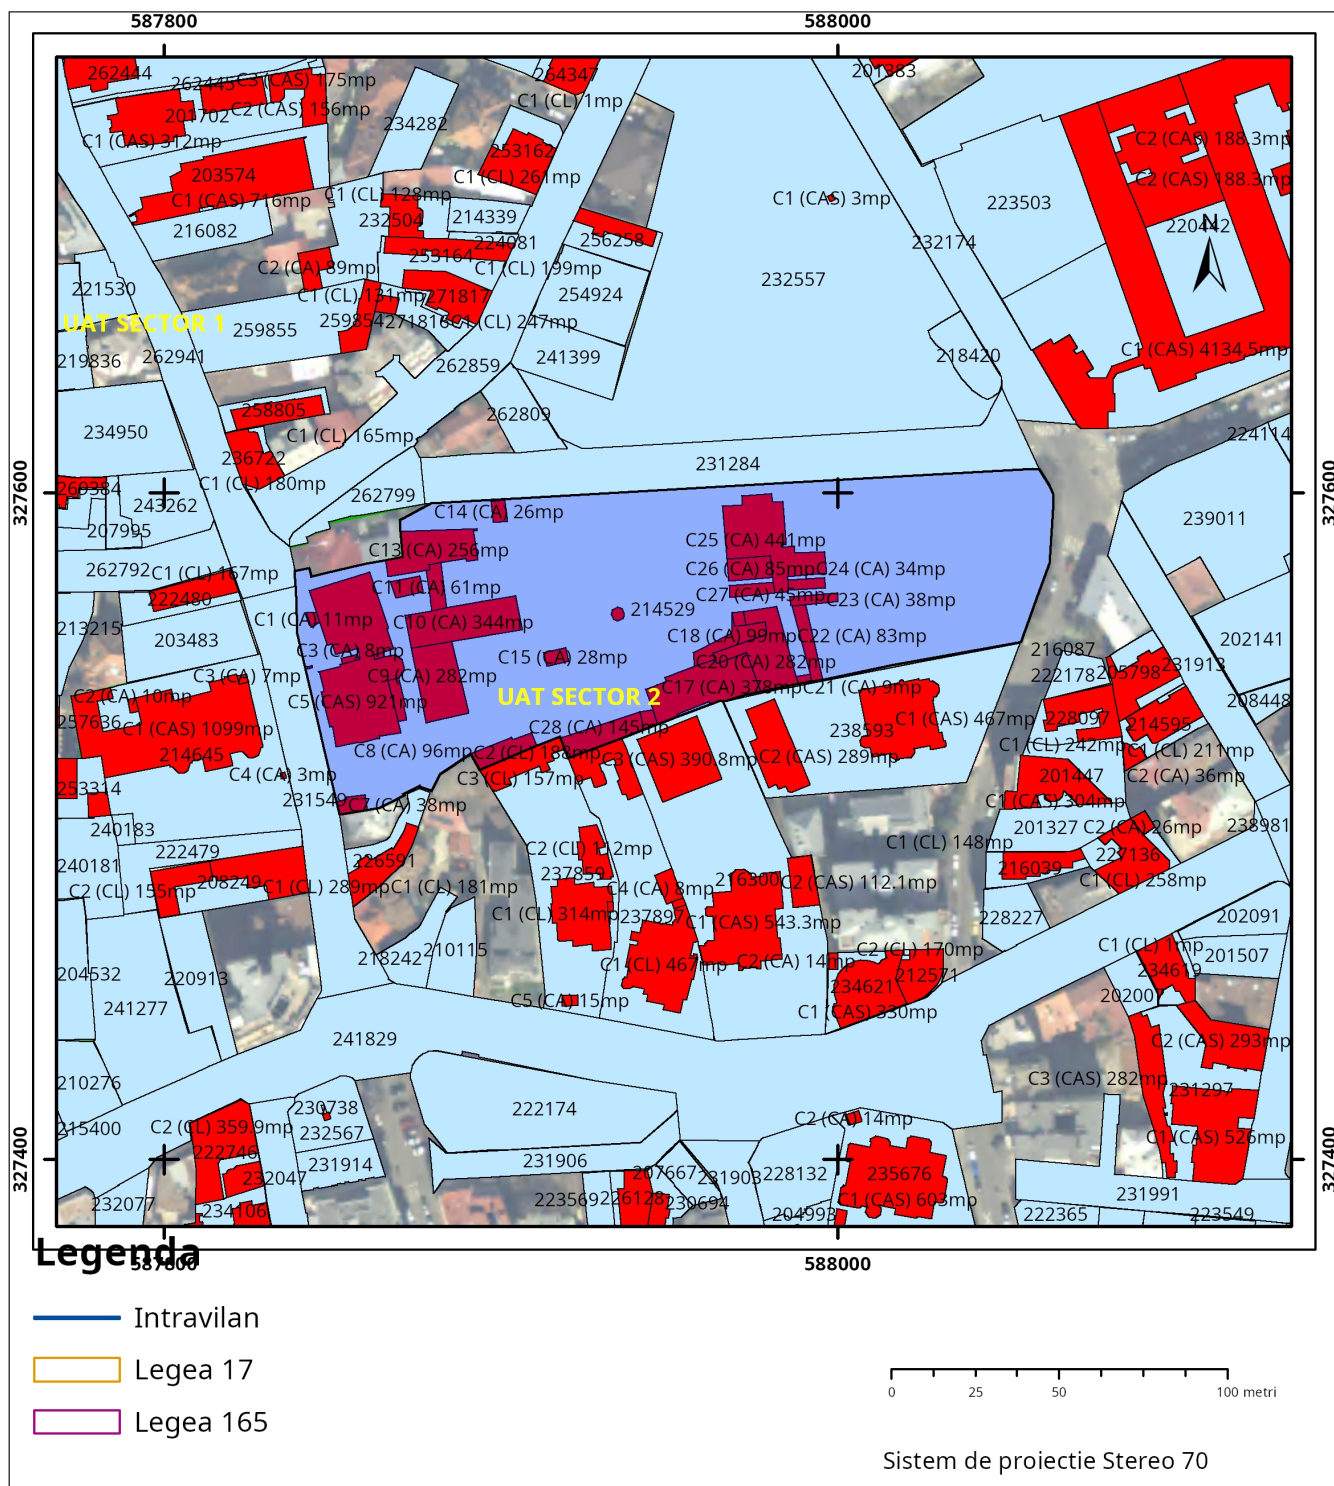 587800 588000
262444
262445 C3 (CAS) 175mp
264347
201383
C1 (CL) 1mp
201702 C2 (CAS) 156mp
234282
C1 (CAS) 312mp
C2 (CAS) 188.3mp
253162
203574
C1 (CL) 261mp
C2 (CAS) 188.3mp
C1 (CAS) 716mp
C1 (CL) 128mp
C1 (CAS) 3mp
223503
232504
214339
216082
224081
256258
232174
220442
N
253164
C2 (CA) 89mp
C1 (CL) 199mp
232557
221530
C1 (CL) 131mp
271817
254924
UAT SECTOR 1
259855
259854
271816
C1 (CL) 247mp
219836
262941
262859
241399
218420
C1 (CAS) 4134,5mp
258805
262809
234950
C1 (CL) 165mp
224114
236722
231284
C1 (CL) 180mp
269384
262799
327600
327600
243262
C14 (CA) 26mp
239011
207995
C13 (CA) 256mp
C25 (CA) 441mp
262792
C1 (CL) 167mp
C26 (CA) 85mp
C24 (CA) 34mp
C11 (CA) 61mp
222480
C27 (CA) 45mp
C23 (CA) 38mp
214529
213215
C1 (CA) 11mp
C10 (CA) 344mp
203483
C18 (CA) 99mp
C22 (CA) 83mp
202141
C3 (CA) 8mp
C15 (CA) 28mp
216087
C20 (CA) 282mp
231913
C3 (CA) 7mp
C9 (CA) 282mp
222178
205798
C2 (CA) 10mp
UAT SECTOR 2
C17 (CA) 378mp
C21 (CA) 9mp
C5 (CAS) 921mp
208448
257636
C1 (CAS) 1099mp
C28 (CA) 145mp
238593
C1 (CAS) 467mp
228097
214595
214645
C8 (CA) 96mp
C2 (CL) 188mp
C3 (CAS) 390.8mp
C2 (CAS) 289mp
C1 (CL) 242mp
C1 (CL) 211mp
C4 (CA) 3mp
C3 (CL) 157mp
201447
C2 (CA) 36mp
253314
231549
C7 (CA) 38mp
C1 (CAS) 304mp
240183
201327
C2 (CA) 26mp
238981
222479
C2 (CL) 112mp
C1 (CL) 148mp
240181
226591
227136
237859
216039
C2 (CL) 155mp
208249
C1 (CL) 289mp
C1 (CL) 181mp
C4 (CA) 8mp
216300
C2 (CAS) 112.1mp
C1 (CL) 258mp
C1 (CL) 314mp
237897
C1 (CAS) 543.3mp
228227
202091
218242
210115
C2 (CL) 170mp
C1 (CL) 1mp
204532
220913
C1 (CL) 467mp
C2 (CA) 14mp
212571
234619
201507
234621
202007
241277
C5 (CA) 15mp
C1 (CAS) 330mp
241829
C2 (CAS) 293mp
210276
C3 (CAS) 282mp
231297
230738
222174
215400
C2 (CL) 359.9mp
232567
C2 (CA) 14mp
C1 (CAS) 526mp
327400
327400
222746
231914
231906
232047
207667
231903
228132
235676
231991
232077
234106
223569
226128
230694
204993
C1 (CAS) 603mp
222365
223549
587800 588000
Legenda
Intravilan
Legea 17
Legea 165
0 25 50 100 metri
Sistem de proiectie Stereo 70